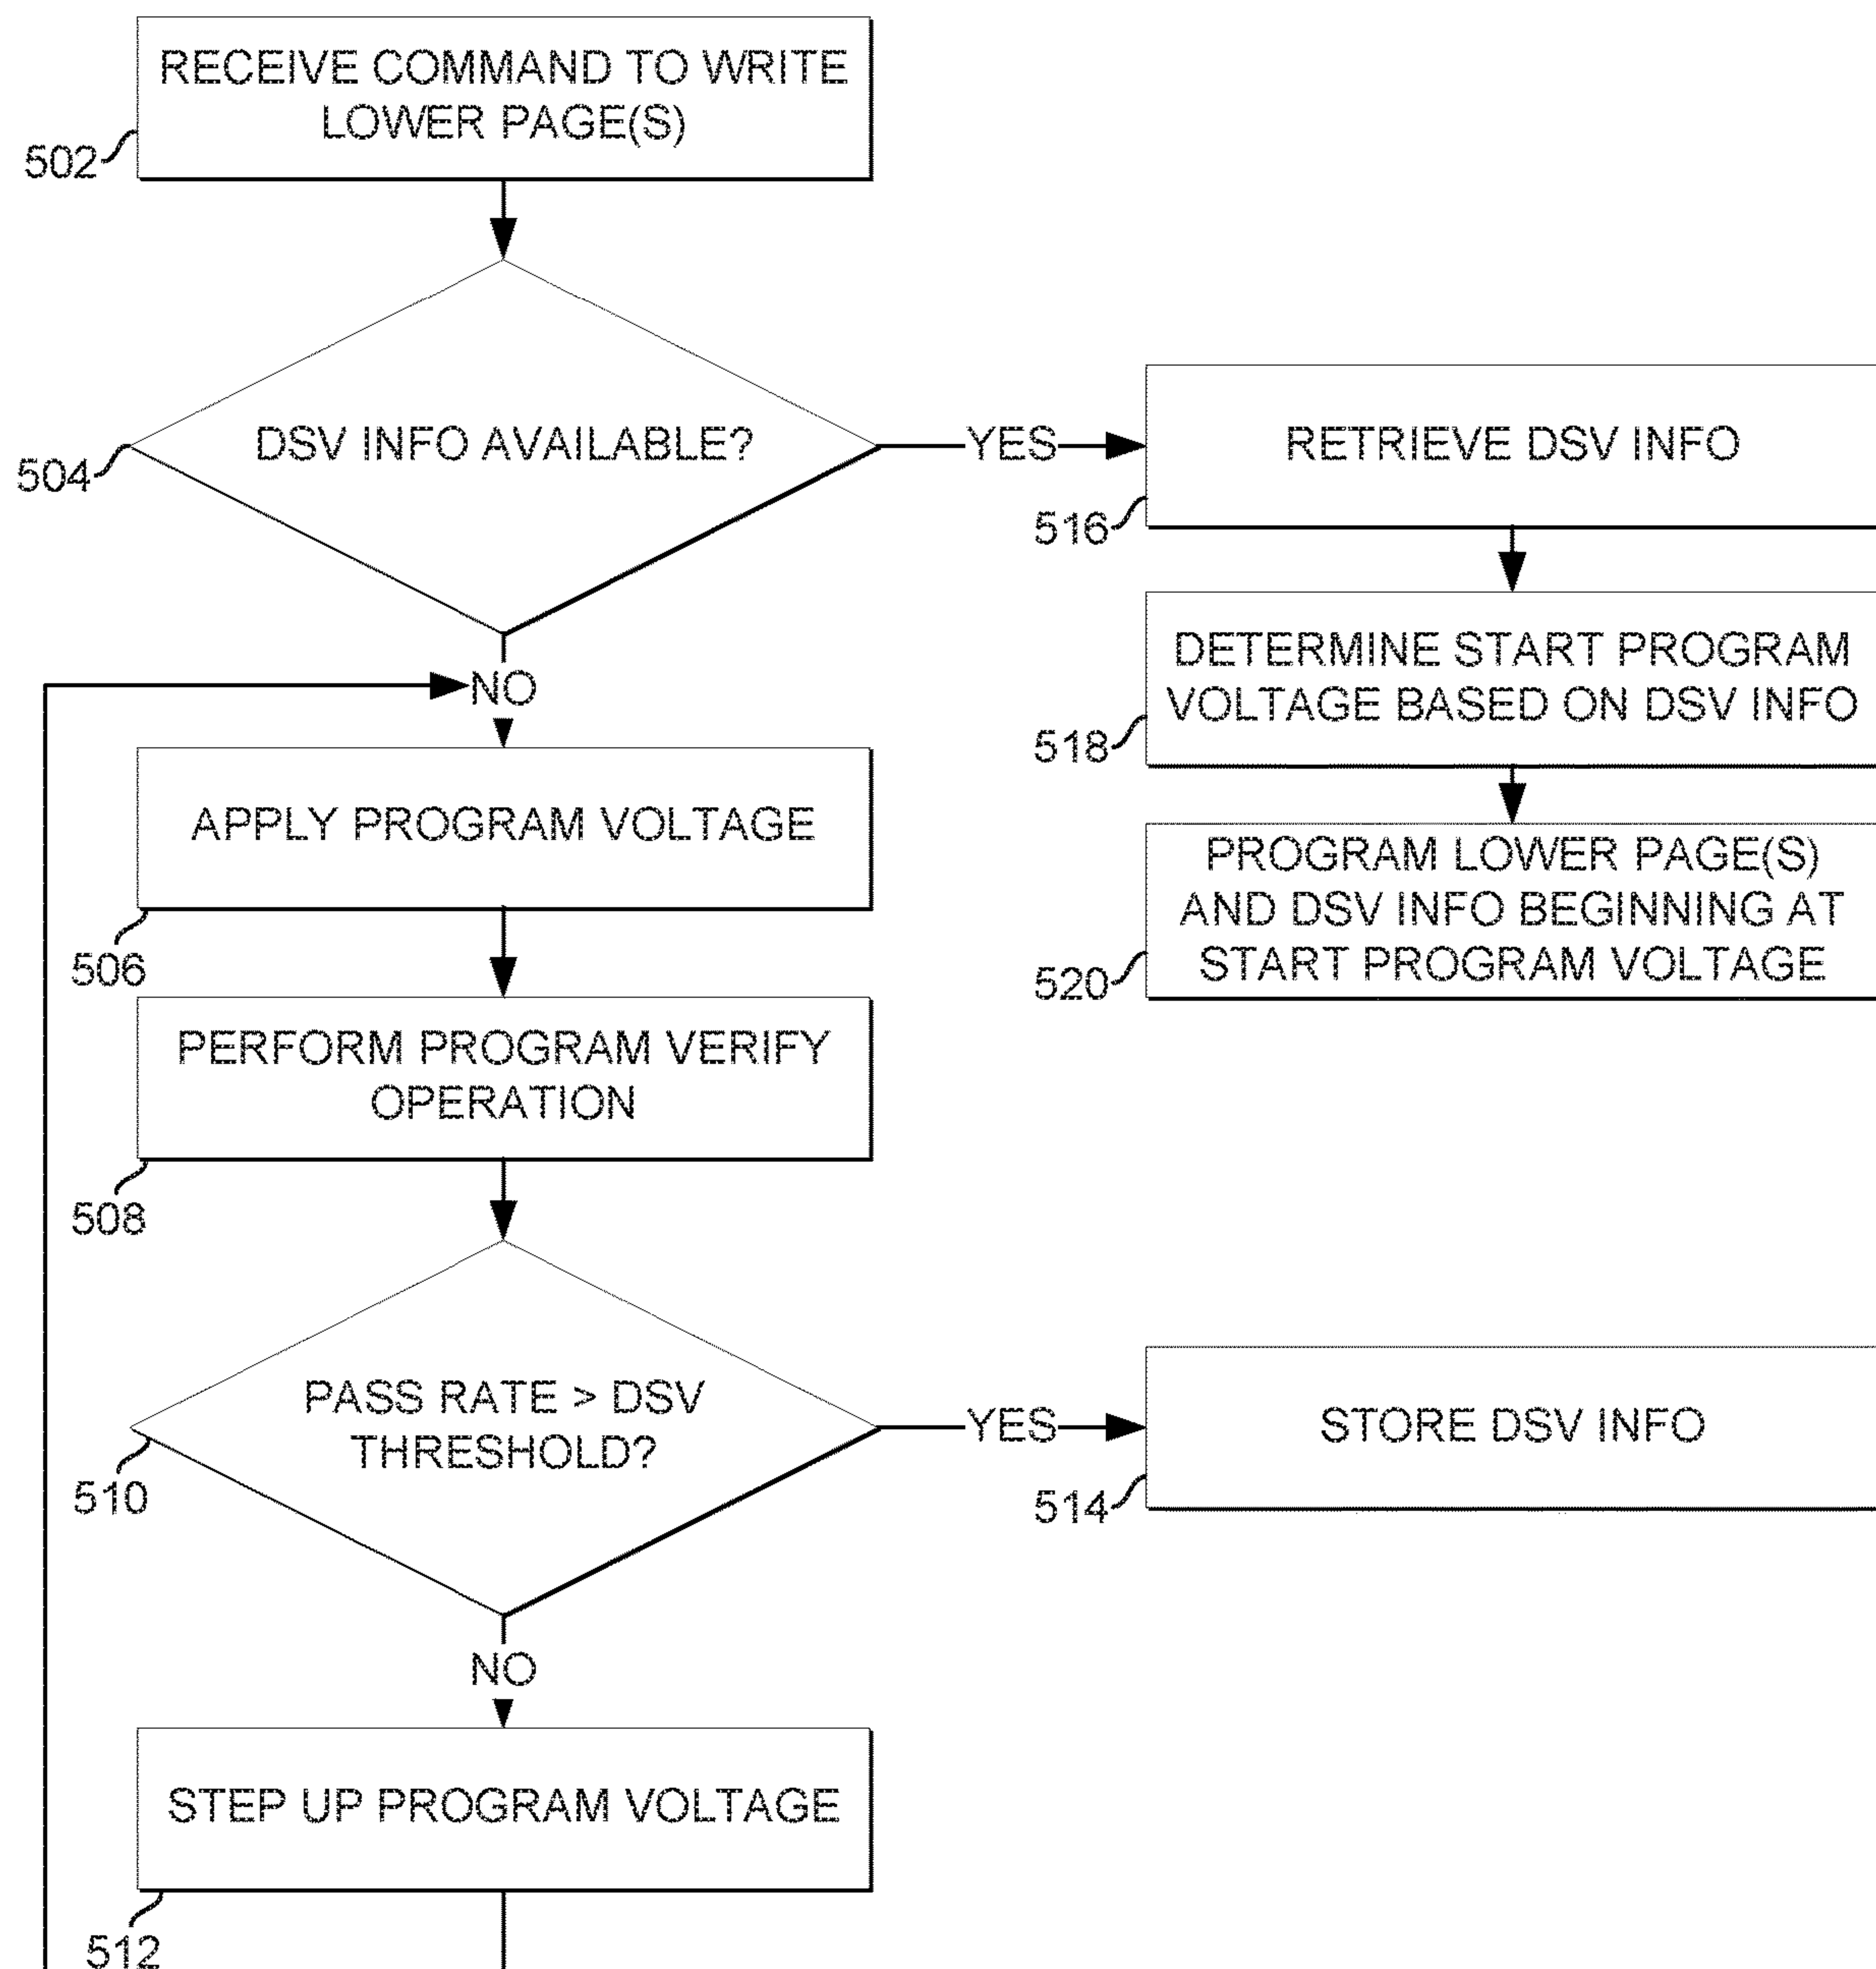 RECEIVE COMMAND TO WRITE
LOWER PAGE(S)
502
DSV INFO AVAILABLE?
504
YES
RETRIEVE DSV INFO
516
NO
DETERMINE START PROGRAM
VOLTAGE BASED ON DSV INFO
518
APPLY PROGRAM VOLTAGE
506
PROGRAM LOWER PAGE(S)
AND DSV INFO BEGINNING AT
START PROGRAM VOLTAGE
520
PERFORM PROGRAM VERIFY
OPERATION
508
PASS RATE > DSV
THRESHOLD?
510
YES
STORE DSV INFO
514
NO
STEP UP PROGRAM VOLTAGE
512